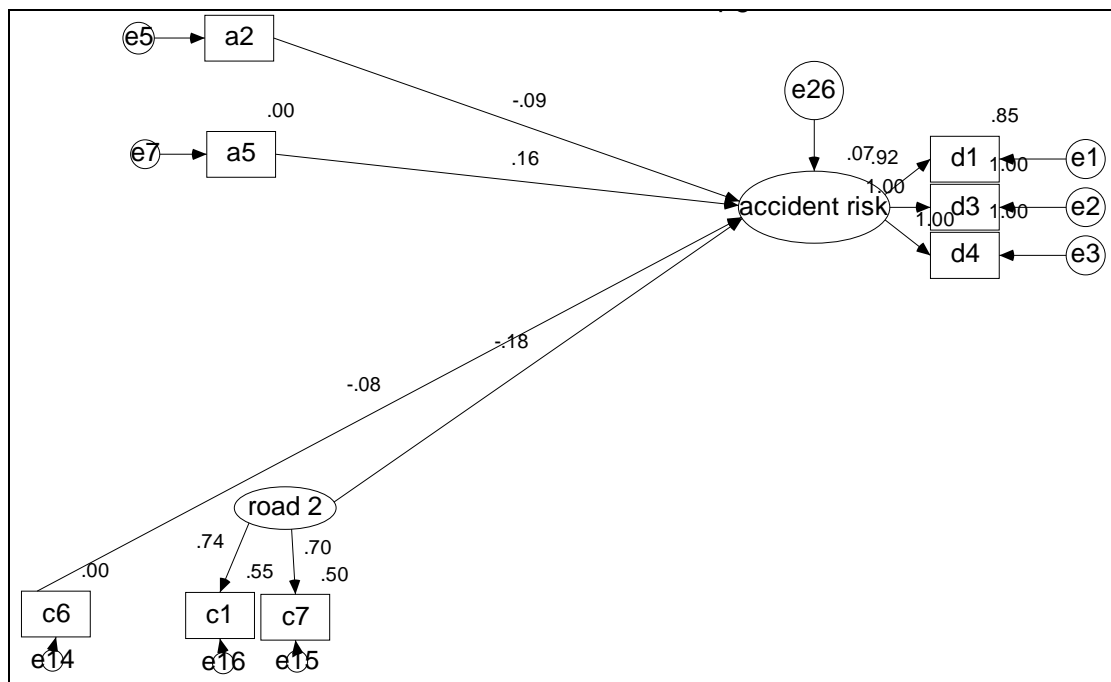 e5
a2
-.09
e26
.00
.85
e7
a5
.16
.07
.92
d1
1.00
e1
accident risk
1.00
d3
1.00
e2
1.00
d4
e3
-.18
-.08
road 2
.74
.70
.00
.55
.50
c6
c1
c7
e14
e16
e15